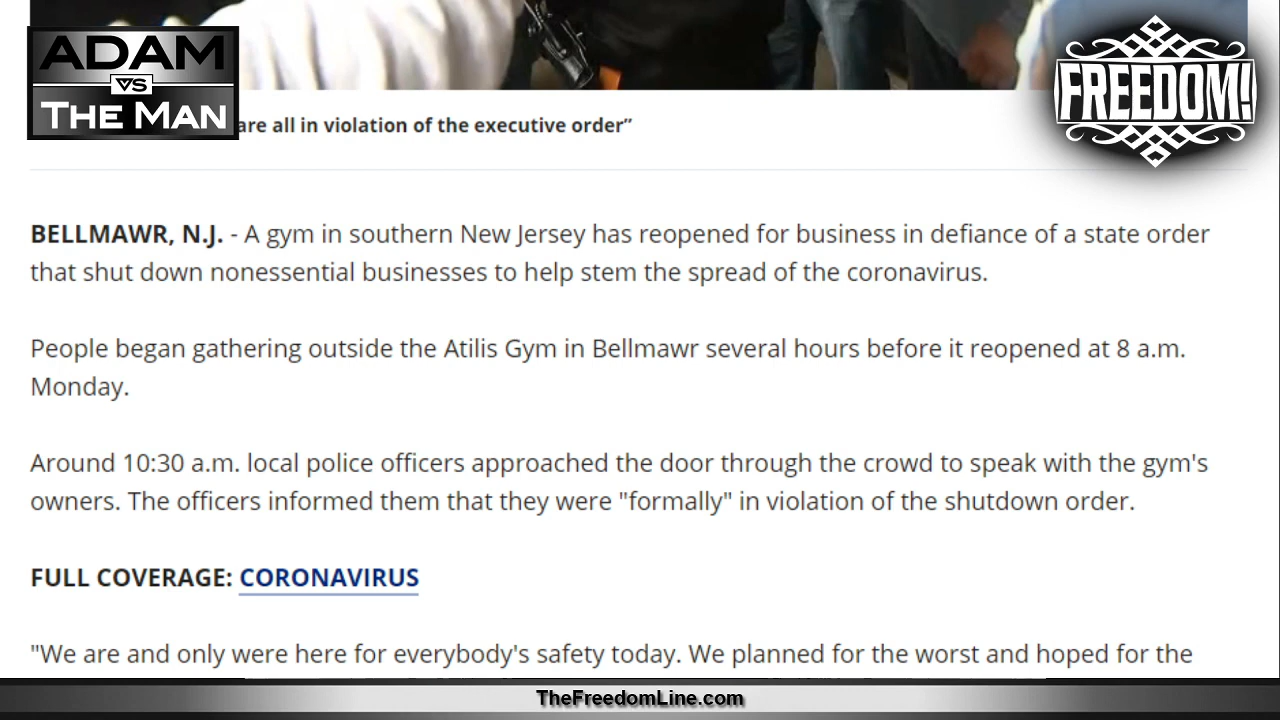 ADAM
VS
THE MAN
FREEDOM!
are all in violation of the executive order”
BELLMAWR, N.J. - A gym in southern New Jersey has reopened for business in defiance of a state order
that shut down nonessential businesses to help stem the spread of the coronavirus.
People began gathering outside the Atilis Gym in Bellmawr several hours before it reopened at 8 a.m.
Monday.
Around 10:30 a.m. local police officers approached the door through the crowd to speak with the gym's
owners. The officers informed them that they were "formally" in violation of the shutdown order.
FULL COVERAGE: CORONAVIRUS
"We are and only were here for everybody's safety today. We planned for the worst and hoped for the
TheFreedomLine.com